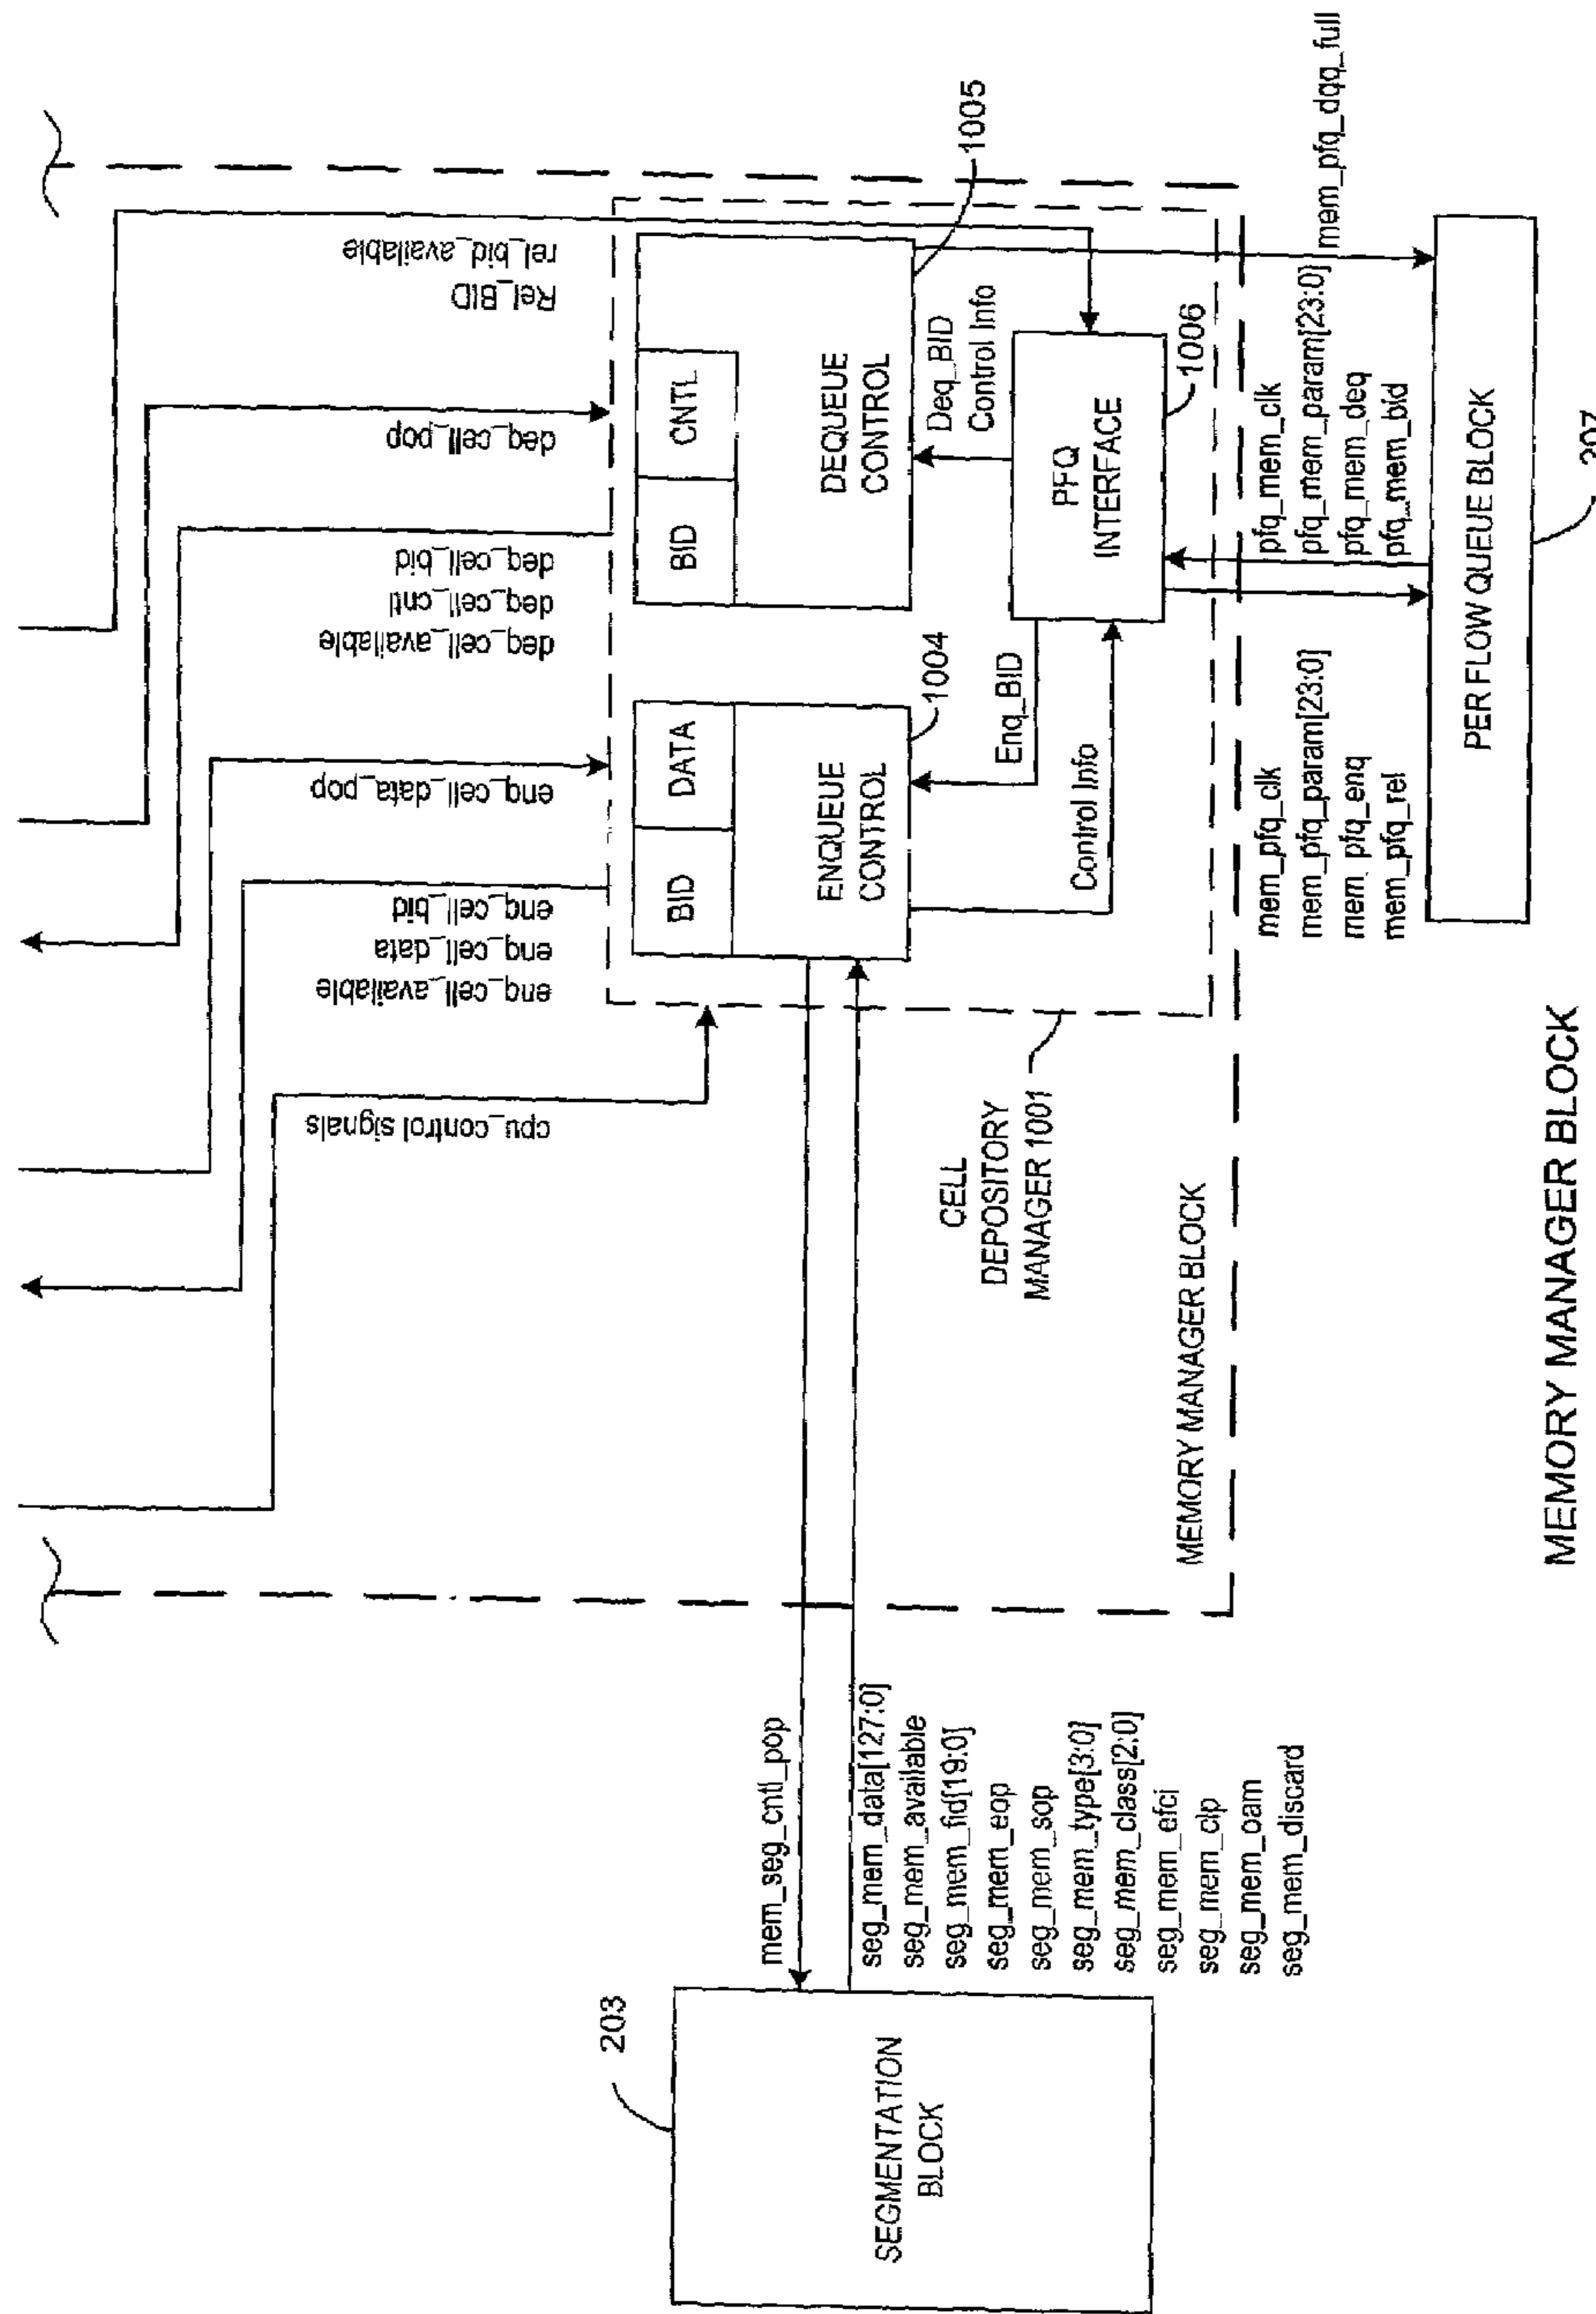 cpu_control signals
enq_cell_available
enq_cell_data
enq_cell_bid
enq_cell_data_pop
deq_cell_available
deq_cell_cntl
deq_cell_bid
deq_cell_pop
Rel_BID
rel_bid_available
203
SEGMENTATION
BLOCK
mem_seg_cntl_pop
seg_mem_data[127:0]
seg_mem_available
seg_mem_fid[19:0]
seg_mem_eop
seg_mem_sop
seg_mem_type[3:0]
seg_mem_class[2:0]
seg_mem_efci
seg_mem_clp
seg_mem_oam
seg_mem_discard
BID
DATA
ENQUEUE
CONTROL
1004
BID
CNTL
DEQUEUE
CONTROL
1005
Enq_BID
Control Info
Deq_BID
Control Info
PFQ
INTERFACE
1006
CELL
DEPOSITORY
MANAGER 1001
MEMORY MANAGER BLOCK
mem_pfq_clk
mem_pfq_param[23:0]
mem_pfq_enq
mem_pfq_rel
pfq_mem_clk
pfq_mem_param[23:0]
pfq_mem_deq
pfq_mem_bid
mem_pfq_dqq_full
PER FLOW QUEUE BLOCK
MEMORY MANAGER BLOCK